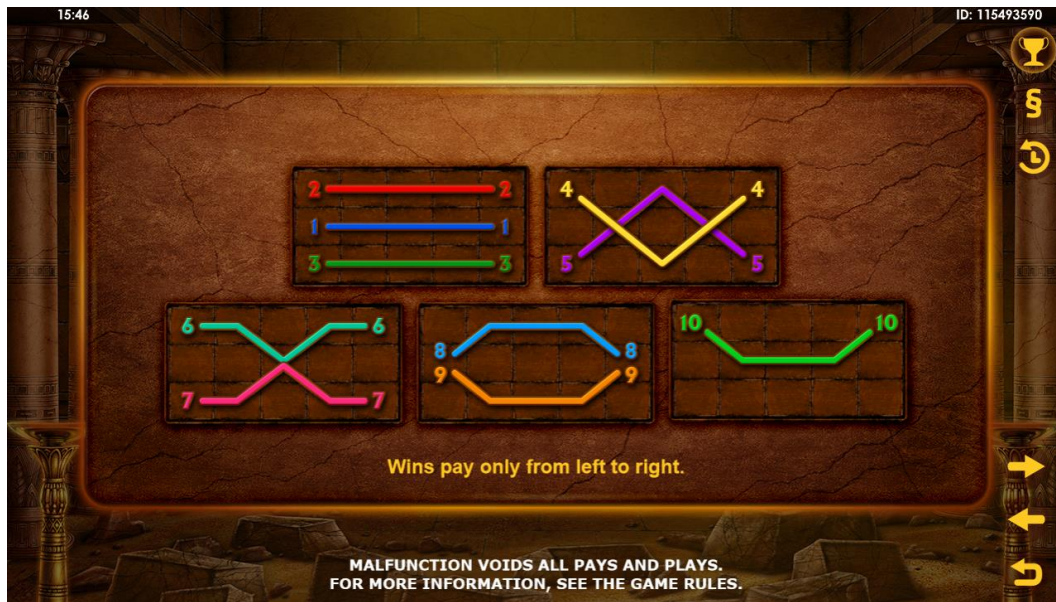 15:46 ID: 115493590
2 2 4 4
1 1
3 3 5 5
6 6 8 8 10 10
7 7 9 9
Wins pay only from left to right.
MALFUNCTION VOIDS ALL PAYS AND PLAYS.
FOR MORE INFORMATION, SEE THE GAME RULES.